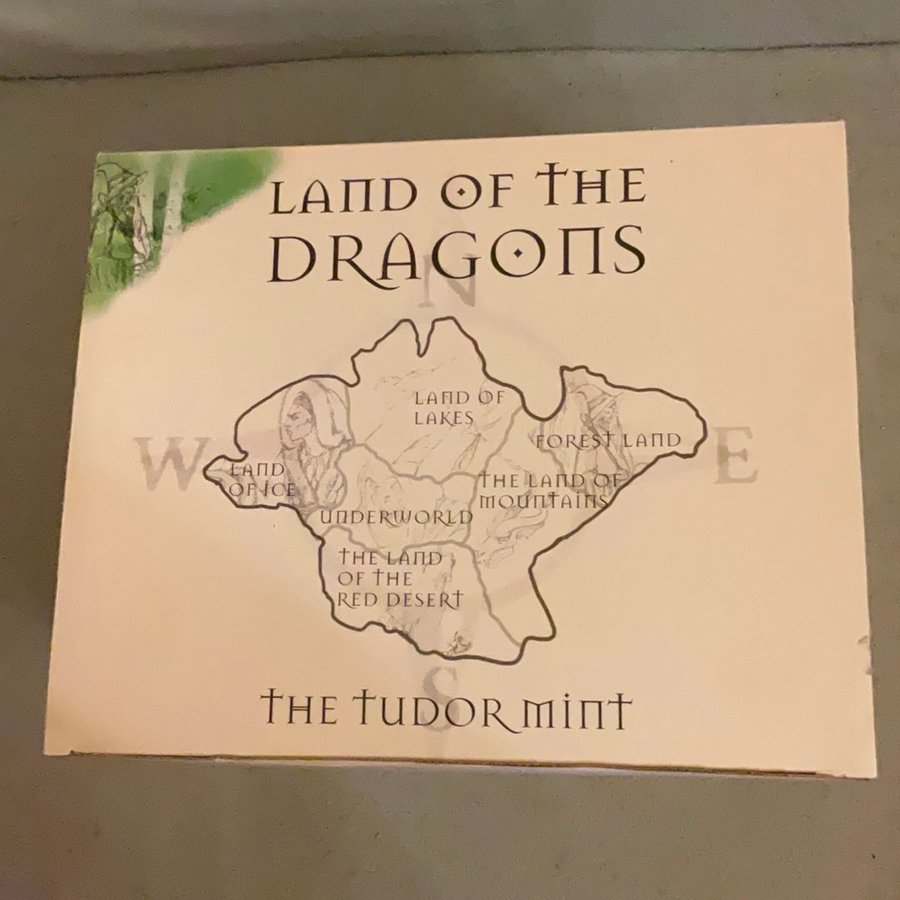 LAND OF THE
DRAGONS
N
LAND OF
LAKES
FOREST LAND
W
E
LAND
OF ICE
THE LAND OF
MOUNTAINS
UNDERWORLD
THE LAND
OF THE
RED DESERT
S
THE TUDOR MINT